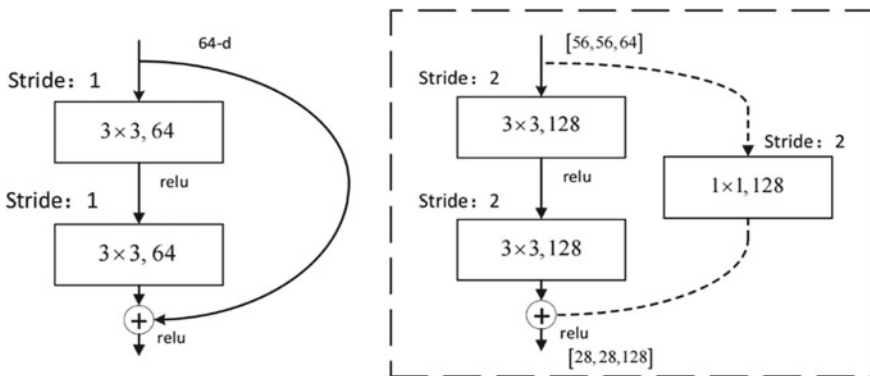 64-d
Stride: 1
3×3, 64
relu
Stride: 1
3×3, 64
+
relu
[56,56,64]
Stride: 2
3×3,128
relu
Stride: 2
3×3,128
+
relu
[28,28,128]
Stride: 2
1×1,128